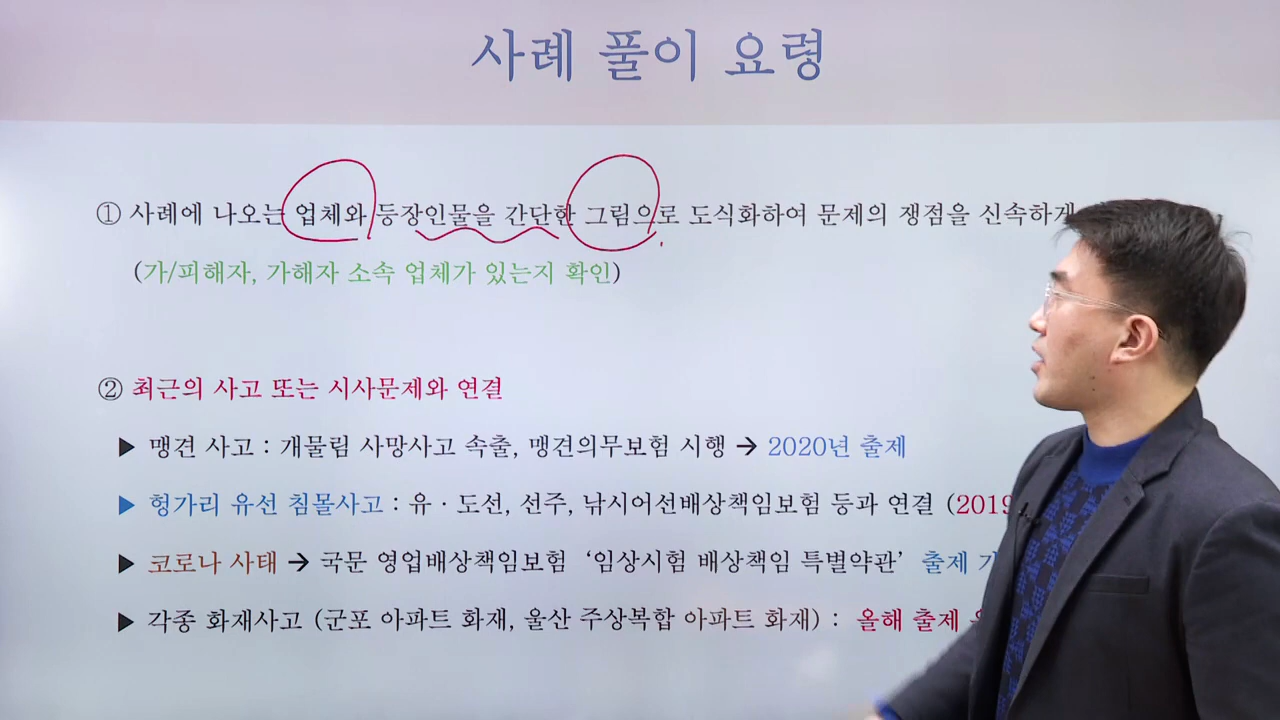 사례 풀이 요령
① 사례에 나오는 업체와 등장인물을 간단한 그림으로 도식화하여 문제의 쟁점을 신속하게
(가/피해자, 가해자 소속 업체가 있는지 확인)
② 최근의 사고 또는 시사문제와 연결
▶ 맹견 사고 : 개물림 사망사고 속출, 맹견의무보험 시행 → 2020년 출제
▶ 헝가리 유선 침몰사고 : 유 · 도선, 선주, 낚시어선배상책임보험 등과 연결 (2019
▶ 코로나 사태 → 국문 영업배상책임보험 ‘임상시험 배상책임 특별약관’ 출제
▶ 각종 화재사고 (군포 아파트 화재, 울산 주상복합 아파트 화재) : 올해 출제